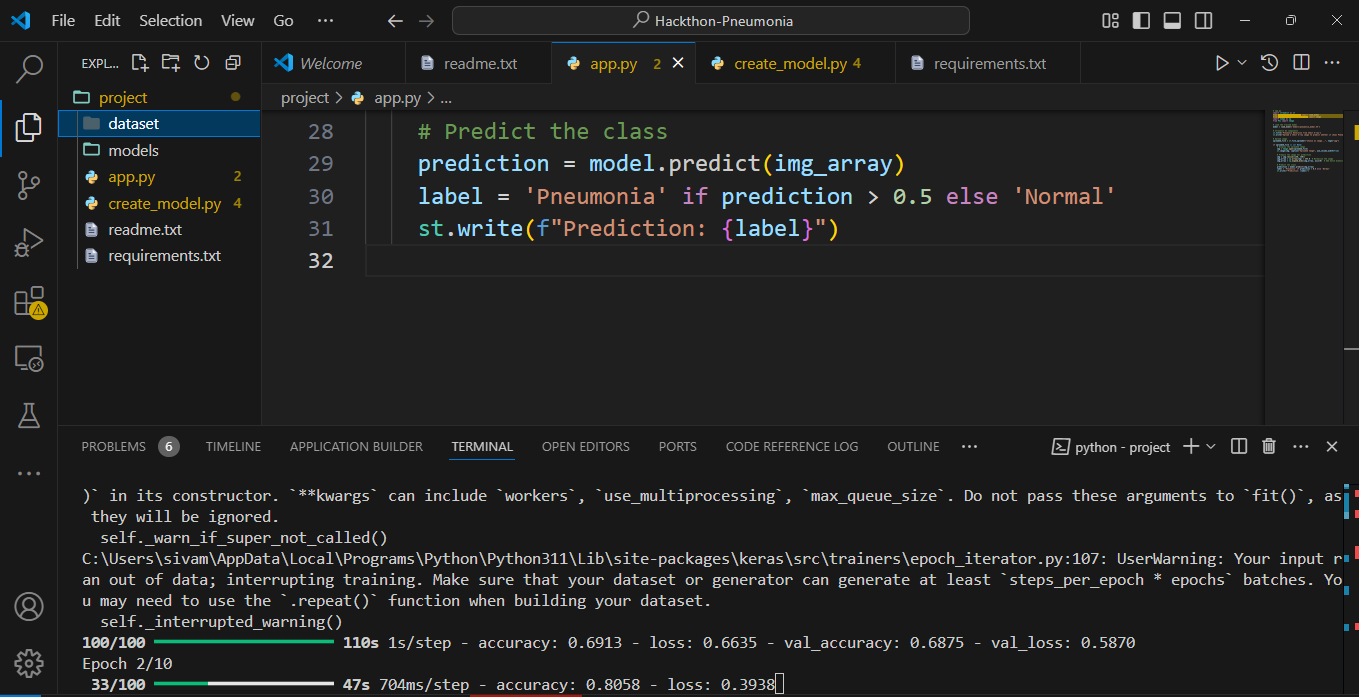 File Edit Selection View Go ··· Hackthon-Pneumonia
EXPL... Welcome readme.txt app.py 2 create_model.py 4 requirements.txt
project
dataset
models
app.py 2
create_model.py 4
readme.txt
requirements.txt
project > app.py > ...
28 # Predict the class
29 prediction = model.predict(img_array)
30 label = 'Pneumonia' if prediction > 0.5 else 'Normal'
31 st.write(f"Prediction: {label}")
32
PROBLEMS 6 TIMELINE APPLICATION BUILDER TERMINAL OPEN EDITORS PORTS CODE REFERENCE LOG OUTLINE ··· python - project
)` in its constructor. `**kwargs` can include `workers`, `use_multiprocessing`, `max_queue_size`. Do not pass these arguments to `fit()`, as
they will be ignored.
self._warn_if_super_not_called()
C:\Users\sivam\AppData\Local\Programs\Python\Python311\Lib\site-packages\keras\src\trainers\epoch_iterator.py:107: UserWarning: Your input r
an out of data; interrupting training. Make sure that your dataset or generator can generate at least `steps_per_epoch * epochs` batches. Yo
u may need to use the `.repeat()` function when building your dataset.
self._interrupted_warning()
100/100 110s 1s/step - accuracy: 0.6913 - loss: 0.6635 - val_accuracy: 0.6875 - val_loss: 0.5870
Epoch 2/10
33/100 47s 704ms/step - accuracy: 0.8058 - loss: 0.3938